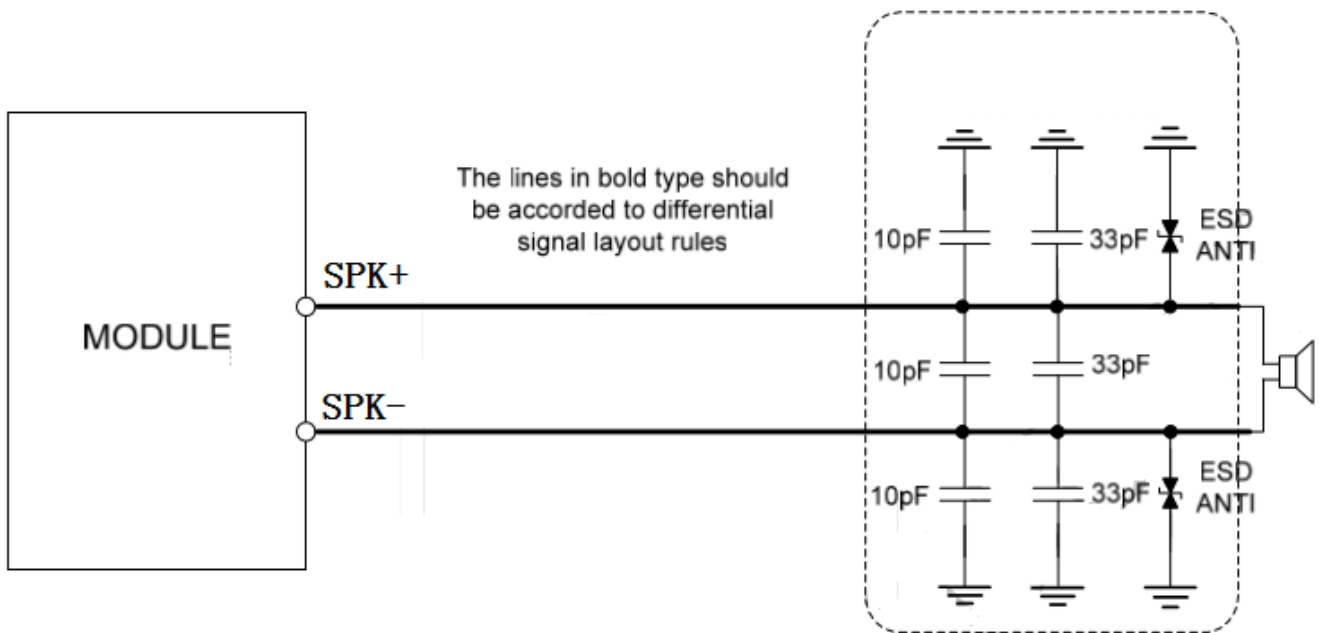 The lines in bold type should
be accorded to differential
signal layout rules
MODULE
SPK+
SPK-
10pF
33pF
ESD
ANTI
10pF
33pF
10pF
33pF
ESD
ANTI